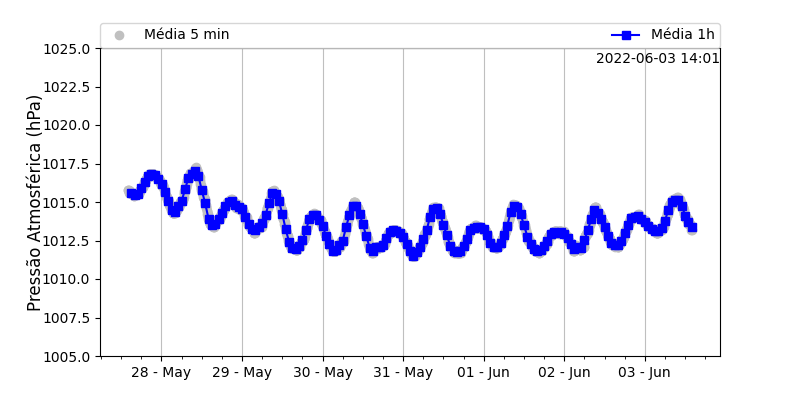 Média 5 min
Média 1h
2022-06-03 14:01
Pressão Atmosférica (hPa)
1025.0
1022.5
1020.0
1017.5
1015.0
1012.5
1010.0
1007.5
1005.0
28 - May
29 - May
30 - May
31 - May
01 - Jun
02 - Jun
03 - Jun